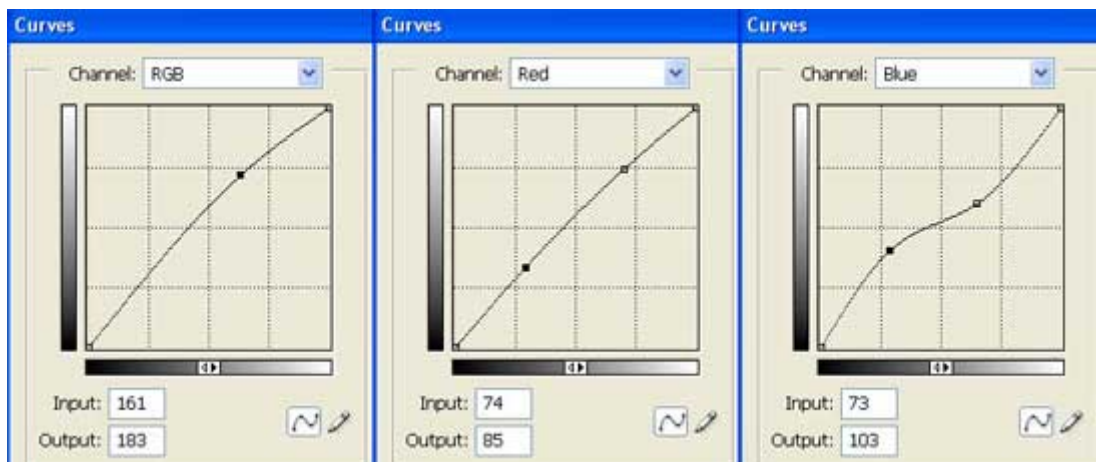 Curves
Channel: RGB
Input: 161
Output: 183
Curves
Channel: Red
Input: 74
Output: 85
Curves
Channel: Blue
Input: 73
Output: 103